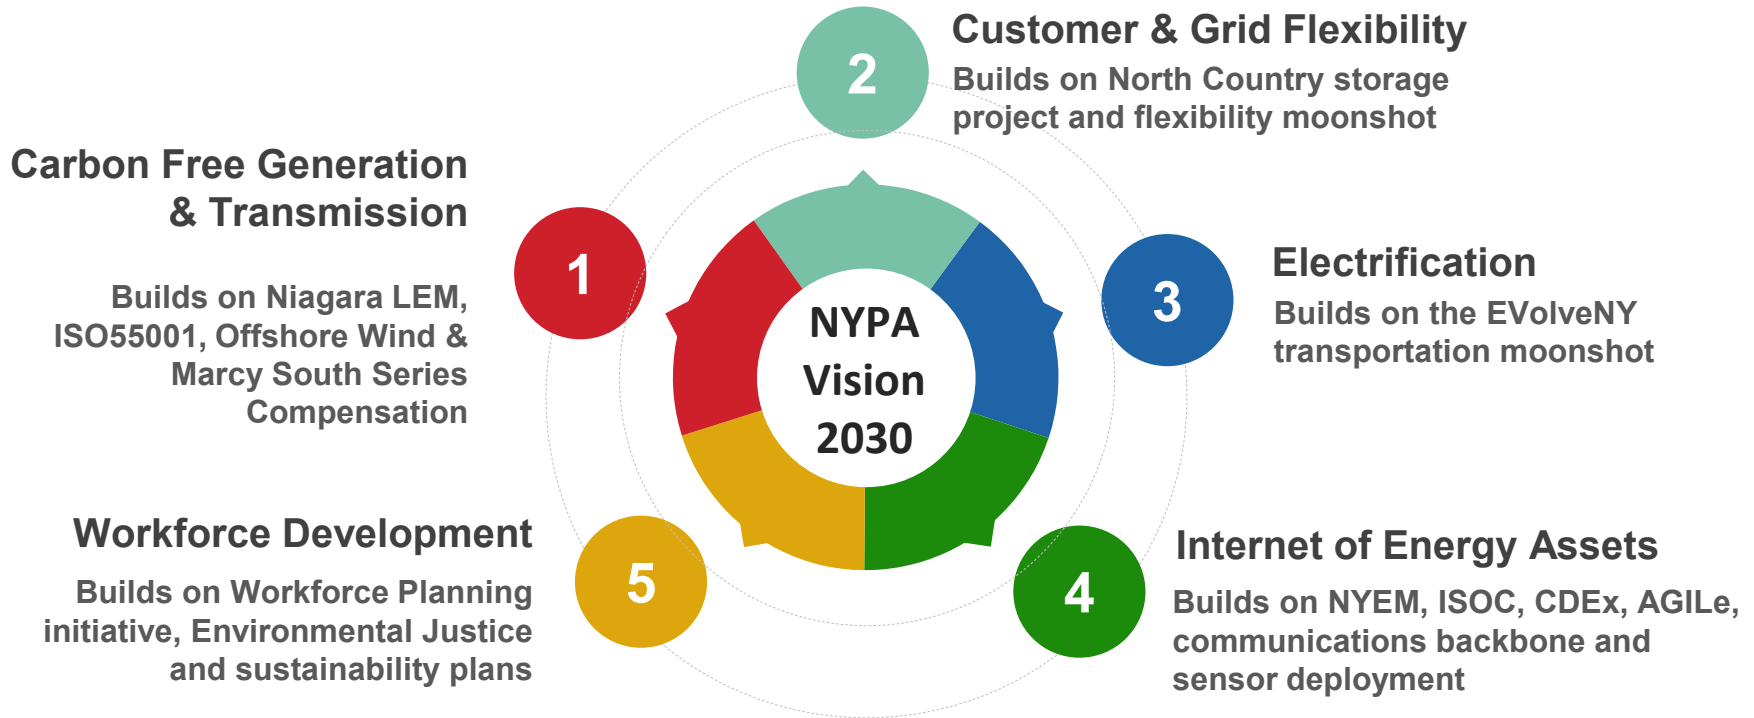 NYPA
Vision
2030
1
Carbon Free Generation
& Transmission
Builds on Niagara LEM,
ISO55001, Offshore Wind &
Marcy South Series
Compensation
2
Customer & Grid Flexibility
Builds on North Country storage
project and flexibility moonshot
3
Electrification
Builds on the EVolveNY
transportation moonshot
4
Internet of Energy Assets
Builds on NYEM, ISOC, CDEx, AGILe,
communications backbone and
sensor deployment
5
Workforce Development
Builds on Workforce Planning
initiative, Environmental Justice
and sustainability plans